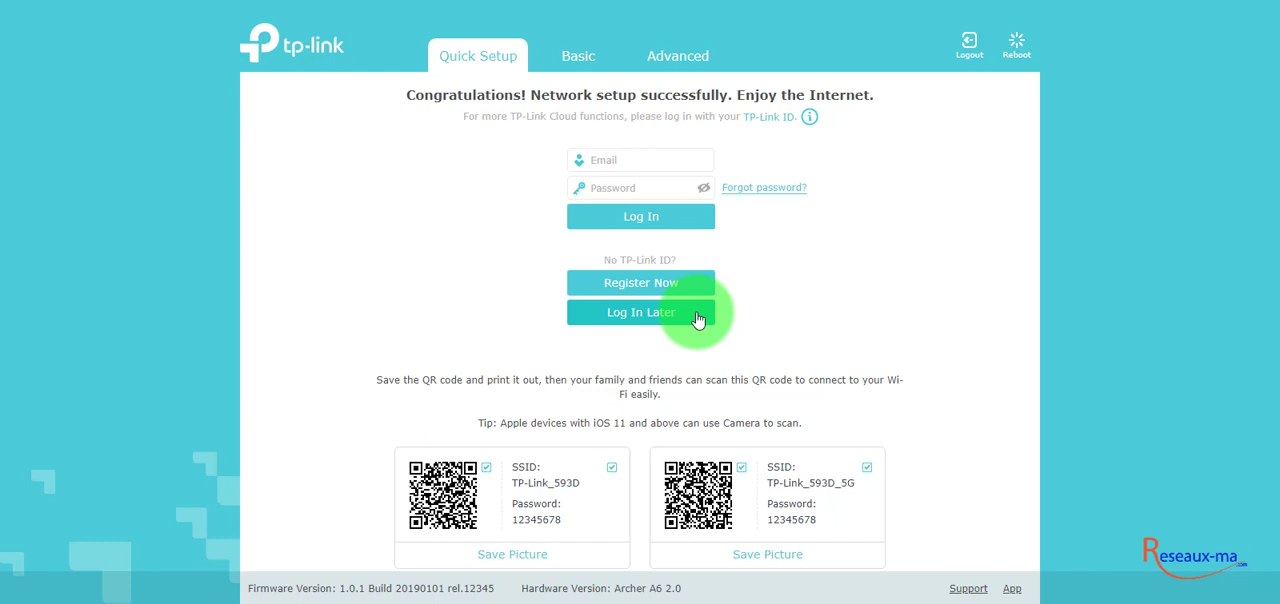 tp-link
Quick Setup
Basic
Advanced
Logout
Reboot
Congratulations! Network setup successfully. Enjoy the Internet.
For more TP-Link Cloud functions, please log in with your TP-Link ID.
Email
Password
Forgot password?
Log In
No TP-Link ID?
Register Now
Log In Later
Save the QR code and print it out, then your family and friends can scan this QR code to connect to your Wi-
Fi easily.
Tip: Apple devices with iOS 11 and above can use Camera to scan.
SSID:
TP-Link_593D
Password:
12345678
Save Picture
SSID:
TP-Link_593D_5G
Password:
12345678
Save Picture
Reseaux-ma.com
Firmware Version: 1.0.1 Build 20190101 rel.12345
Hardware Version: Archer A6 2.0
Support
App